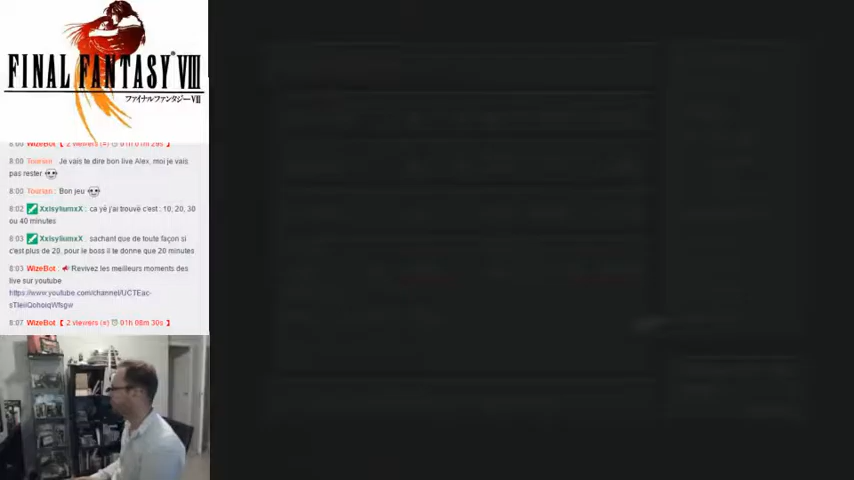 FINAL FANTASY VIII
ファイナルファンタジーVIII
8:00 WizeBot 【 2 viewers (=) 01h 01m 29s 】
8:00 Tourian : Je vais te dire bon live Alex, moi je vais
pas rester
8:00 Tourian : Bon jeu
8:02 XxIsyliumxX : ca yé j'ai trouvé c'est : 10, 20, 30
ou 40 minutes
8:03 XxIsyliumxX : sachant que de toute façon si
c'est plus de 20, pour le boss il te donne que 20 minutes
8:03 WizeBot : Revivez les meilleurs moments des
live sur youtube
https://www.youtube.com/channel/UCTEac-
8:07 WizeBot 【 2 viewers (=) 01h 08m 30s 】